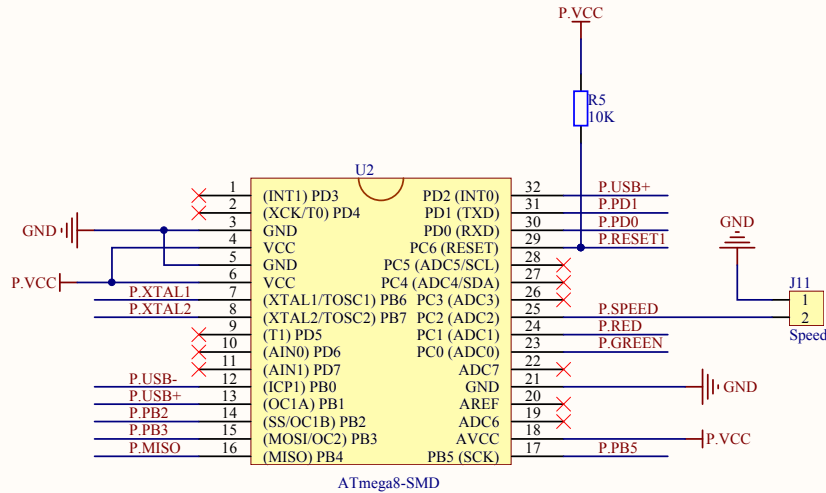 P.VCC
R5
10K
U2
1 (INT1) PD3 PD2 (INT0) 32 P.USB+
2 (XCK/T0) PD4 PD1 (TXD) 31 P.PD1
GND 3 GND PD0 (RXD) 30 P.PD0
4 VCC PC6 (RESET) 29 P.RESET1
5 GND PC5 (ADC5/SCL) 28
P.VCC 6 VCC PC4 (ADC4/SDA) 27
P.XTAL1 7 (XTAL1/TOSC1) PB6 PC3 (ADC3) 26
P.XTAL2 8 (XTAL2/TOSC2) PB7 PC2 (ADC2) 25 P.SPEED
9 (T1) PD5 PC1 (ADC1) 24 P.RED
10 (AIN0) PD6 PC0 (ADC0) 23 P.GREEN
11 (AIN1) PD7 ADC7 22
P.USB- 12 (ICP1) PB0 GND 21 GND
P.USB+ 13 (OC1A) PB1 AREF 20
P.PB2 14 (SS/OC1B) PB2 ADC6 19
P.PB3 15 (MOSI/OC2) PB3 AVCC 18 P.VCC
P.MISO 16 (MISO) PB4 PB5 (SCK) 17 P.PB5
ATmega8-SMD
GND
J11
1
2
Speed